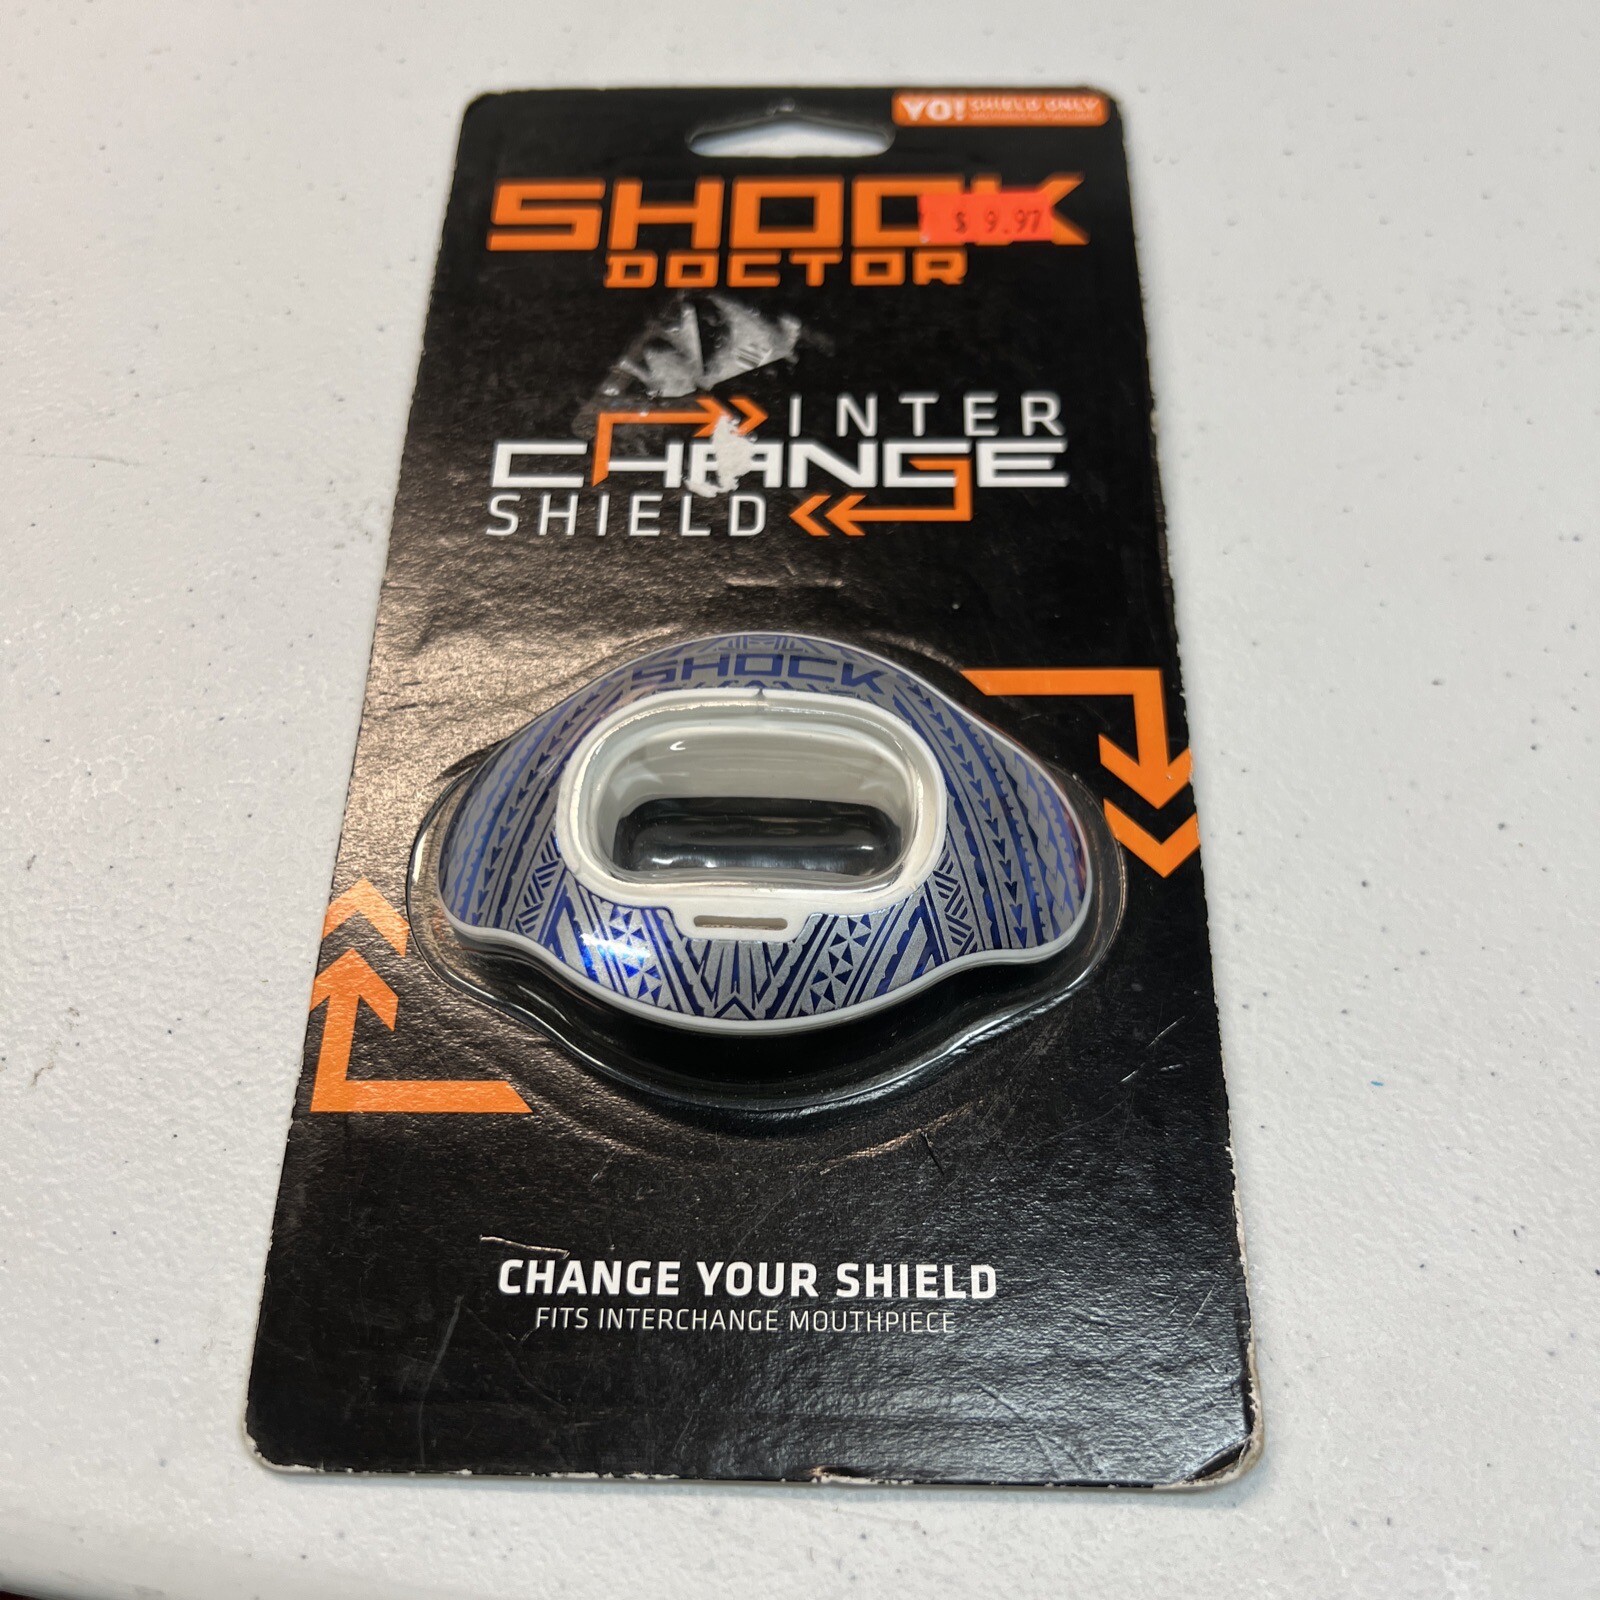 YO! SHIELD ONLY
SHOCK
$ 9.97
DOCTOR
INTER
CHANGE
SHIELD
SHOCK
CHANGE YOUR SHIELD
FITS INTERCHANGE MOUTHPIECE